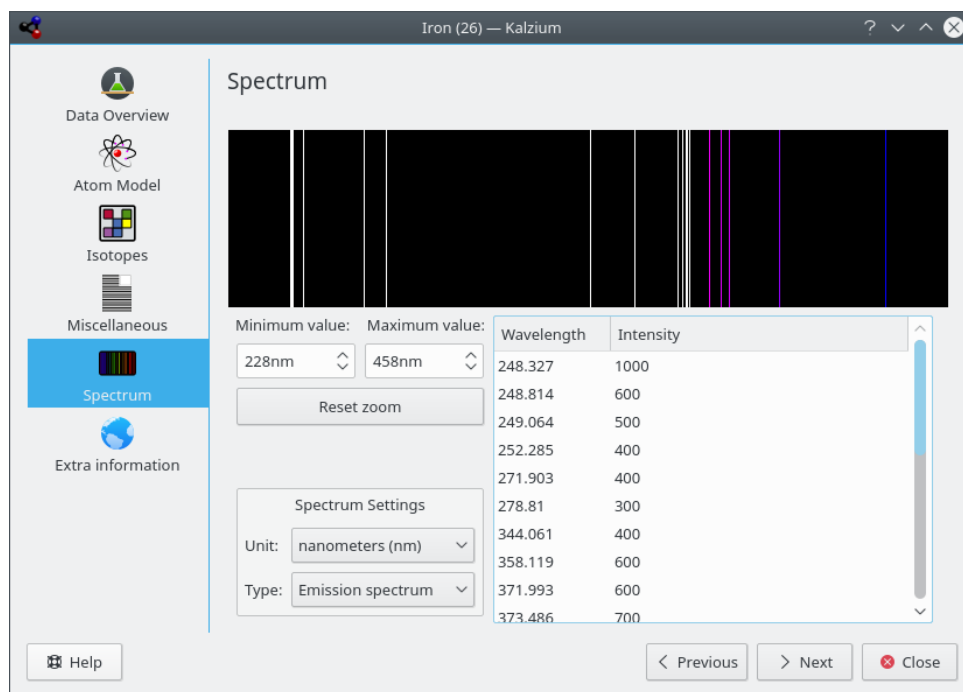 Iron (26) — Kalzium
Data Overview
Atom Model
Isotopes
Miscellaneous
Spectrum
Extra information
Spectrum
Minimum value: Maximum value:
228nm 458nm
Reset zoom
Spectrum Settings
Unit: nanometers (nm)
Type: Emission spectrum
Wavelength Intensity
248.327 1000
248.814 600
249.064 500
252.285 400
271.903 400
278.81 300
344.061 400
358.119 600
371.993 600
373.486 700
Help
Previous
Next
Close